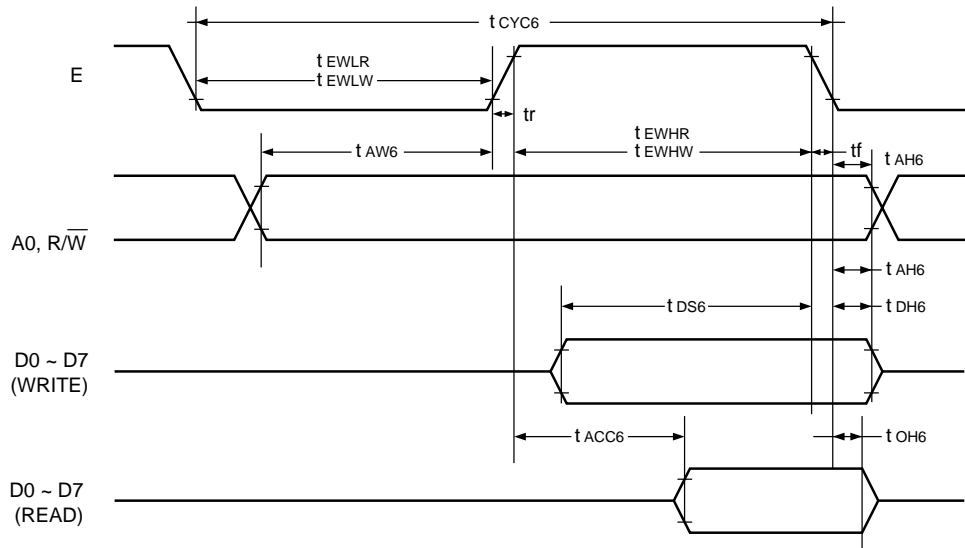 t CYC6
E
t EWLR
t EWLW
tr
t EWHR
t EWHW
tf
t AW6
t AH6
A0, R/W̅
t AH6
t DS6
t DH6
D0 ~ D7
(WRITE)
t ACC6
t OH6
D0 ~ D7
(READ)